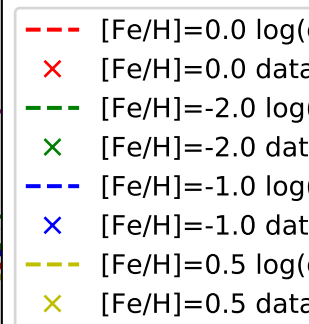 [Fe/H]=0.0 log(
[Fe/H]=0.0 data
[Fe/H]=-2.0 log(
[Fe/H]=-2.0 dat
[Fe/H]=-1.0 log(
[Fe/H]=-1.0 dat
[Fe/H]=0.5 log(
[Fe/H]=0.5 data